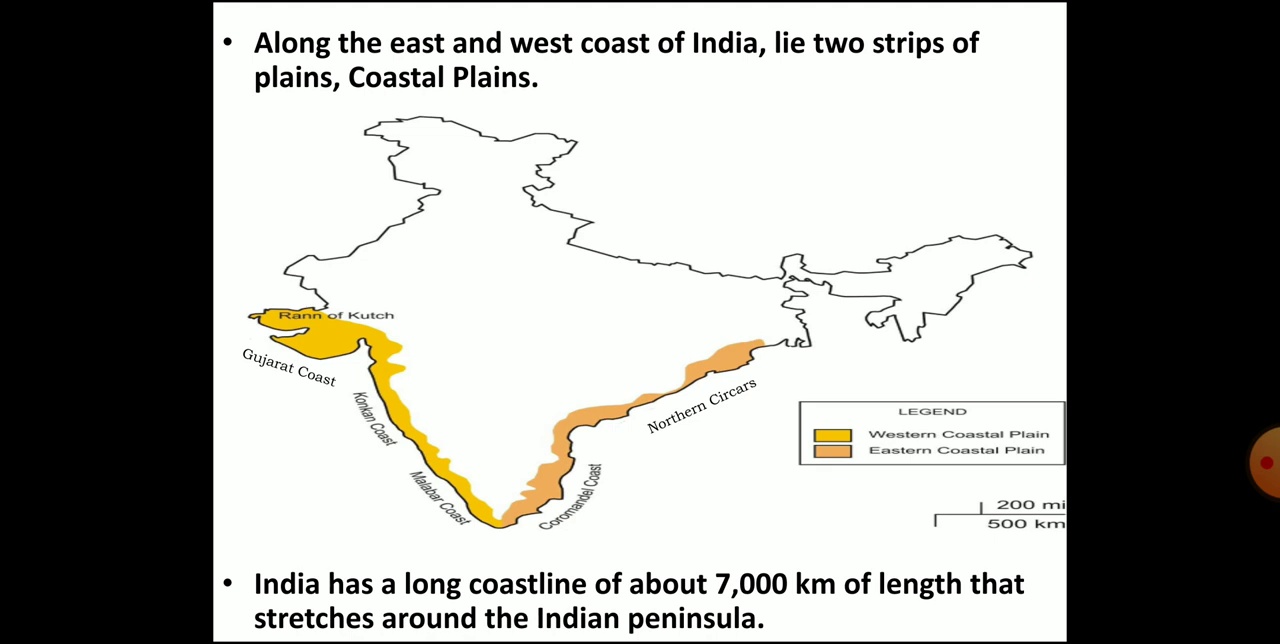 • Along the east and west coast of India, lie two strips of
plains, Coastal Plains.
Rann of Kutch
Gujarat Coast
Konkan Coast
Malabar Coast
Coromandel Coast
Northern Circars
LEGEND
Western Coastal Plain
Eastern Coastal Plain
200 mi
500 km
• India has a long coastline of about 7,000 km of length that
stretches around the Indian peninsula.